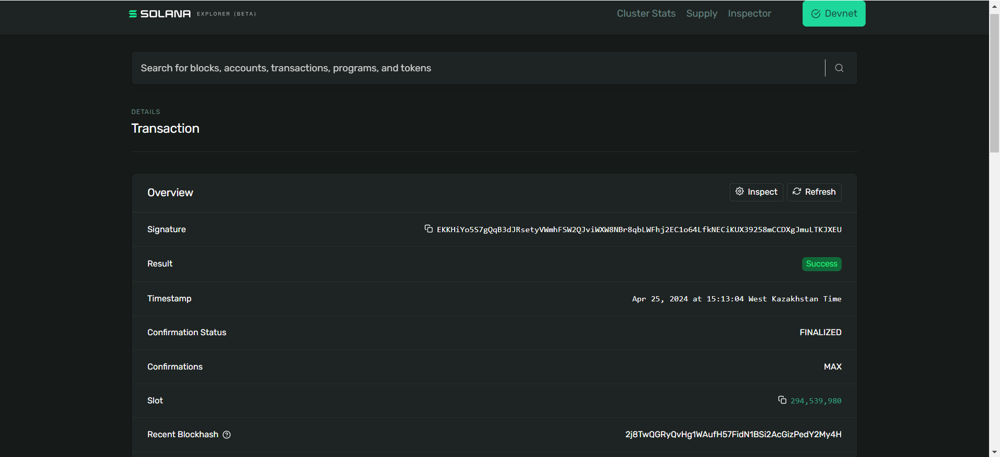 SOLANA EXPLORER (BETA)
Cluster Stats Supply Inspector Devnet
Search for blocks, accounts, transactions, programs, and tokens
DETAILS
Transaction
Overview Inspect Refresh
Signature EKKHiYo5S7gQqB3dJRsetyVWmhFSW2QJviWXW8NBr8qbLWFhj2EC1o64LfkNECiKUX39258mCCDXgJmuLTKJXEU
Result Success
Timestamp Apr 25, 2024 at 15:13:04 West Kazakhstan Time
Confirmation Status FINALIZED
Confirmations MAX
Slot 294,539,980
Recent Blockhash 2j8TwQGRyQvHg1WAufH57FidN1BSi2AcGizPedY2My4H